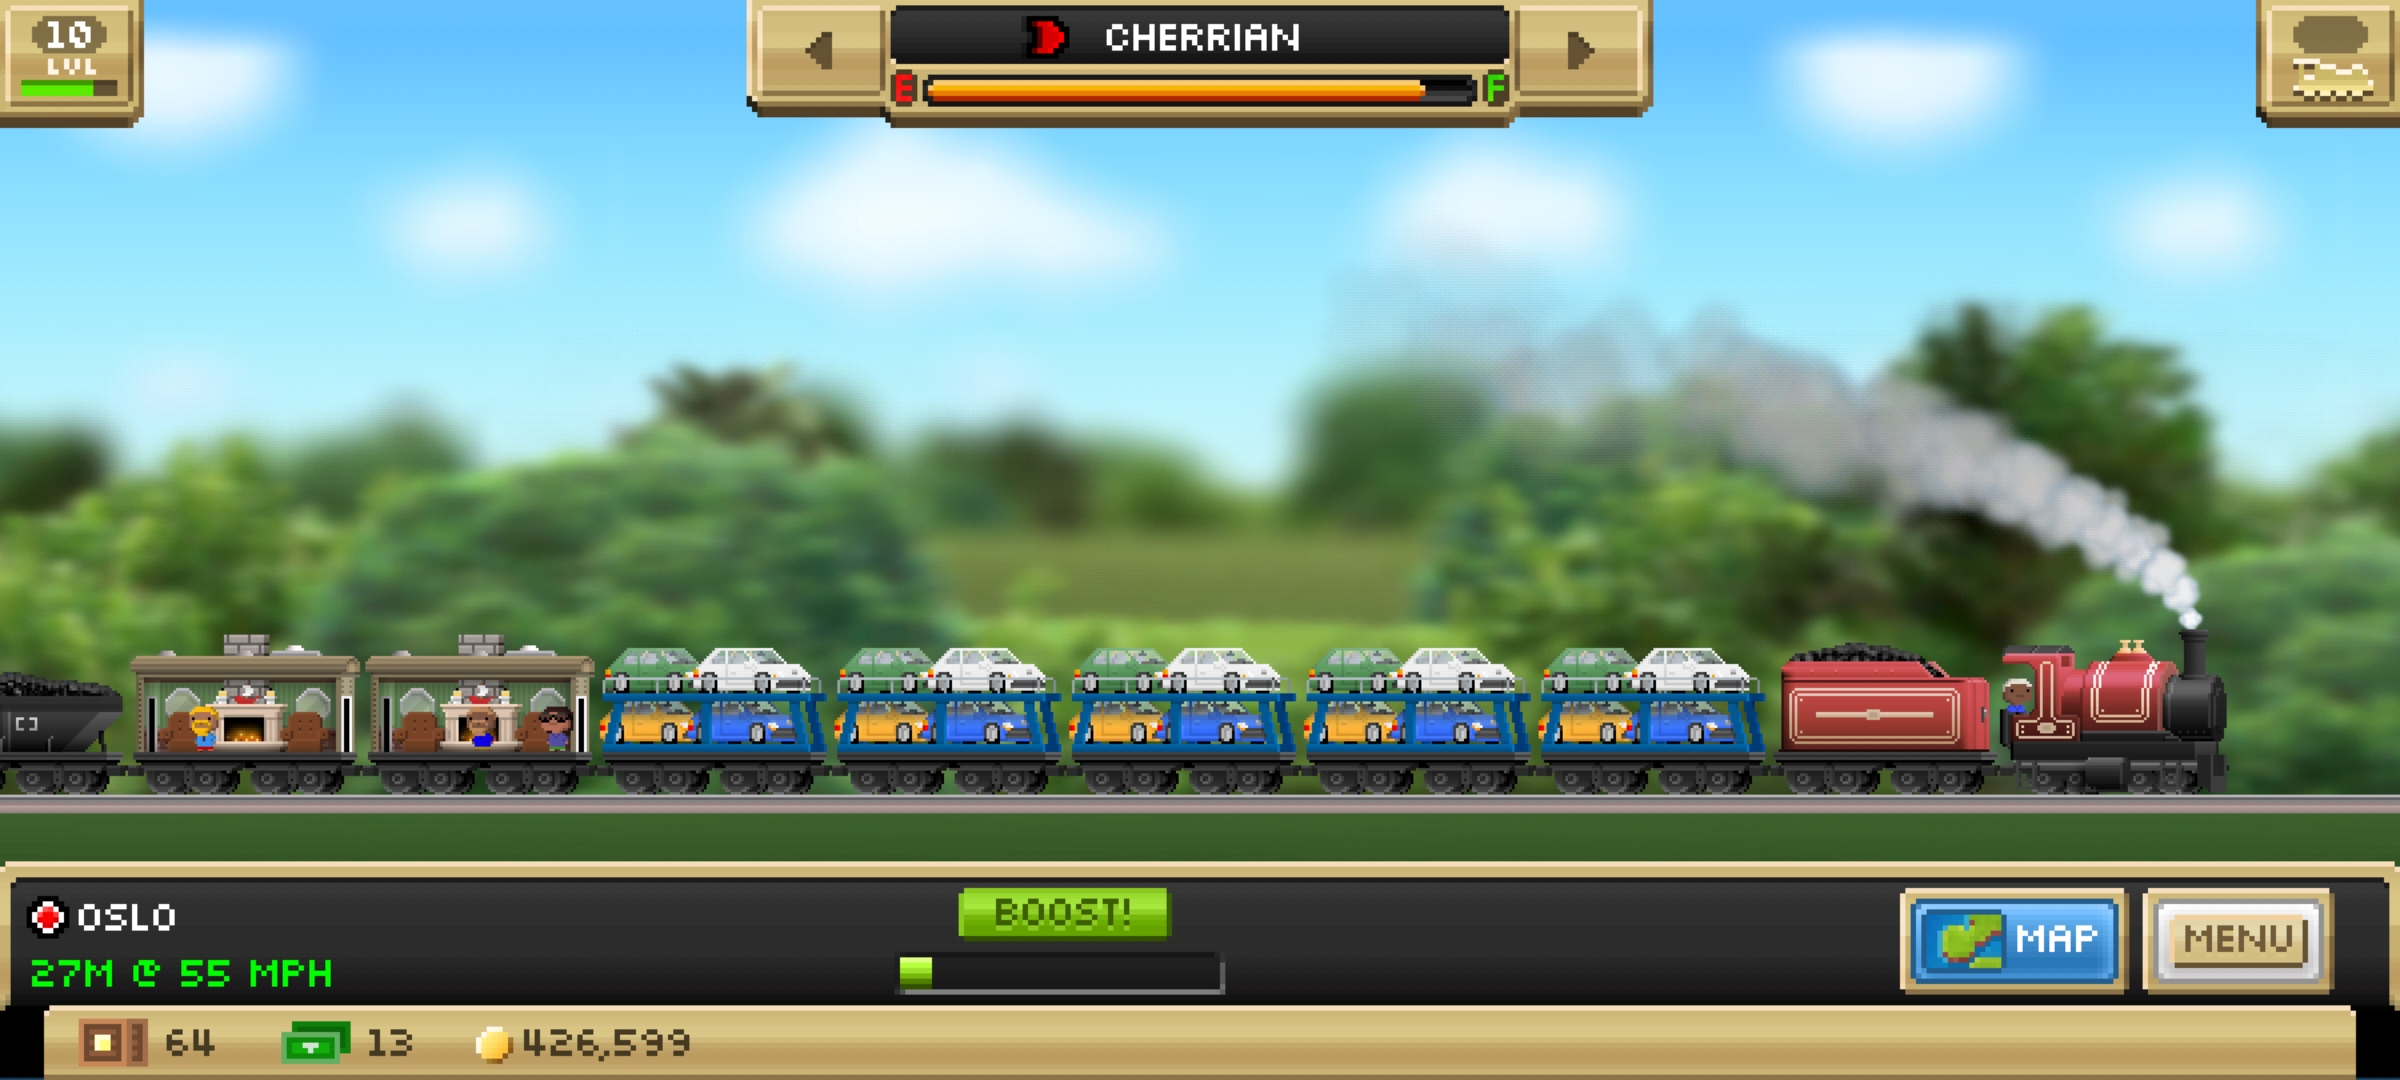 10
LVL
CHERRIAN
E F
OSLO
27M @ 55 MPH
BOOST!
MAP
MENU
64
13
426,599